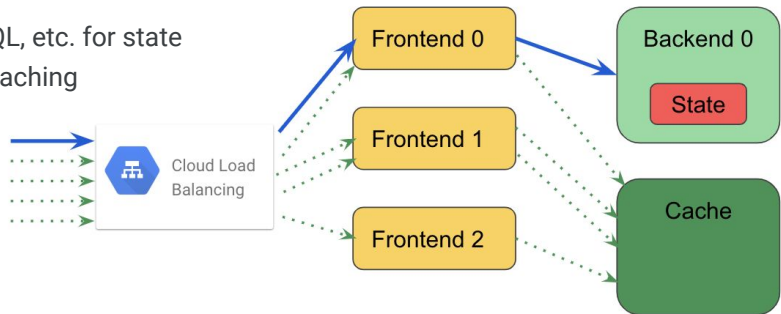 QL, etc. for state
aching
Cloud Load
Balancing
Frontend 0
Frontend 1
Frontend 2
Backend 0
State
Cache